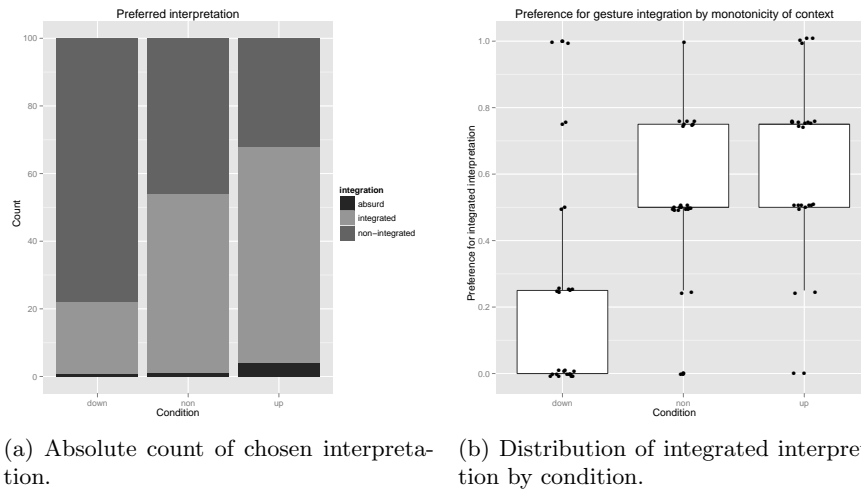 Preferred interpretation
100
80
60
40
20
0
Count
down non up
Condition
integration
absurd
integrated
non−integrated
Preference for gesture integration by monotonicity of context
1.0
0.8
0.6
0.4
0.2
0.0
Preference for integrated interpretation
down non up
Condition
(a) Absolute count of chosen interpreta-
tion.
(b) Distribution of integrated interpre
tion by condition.